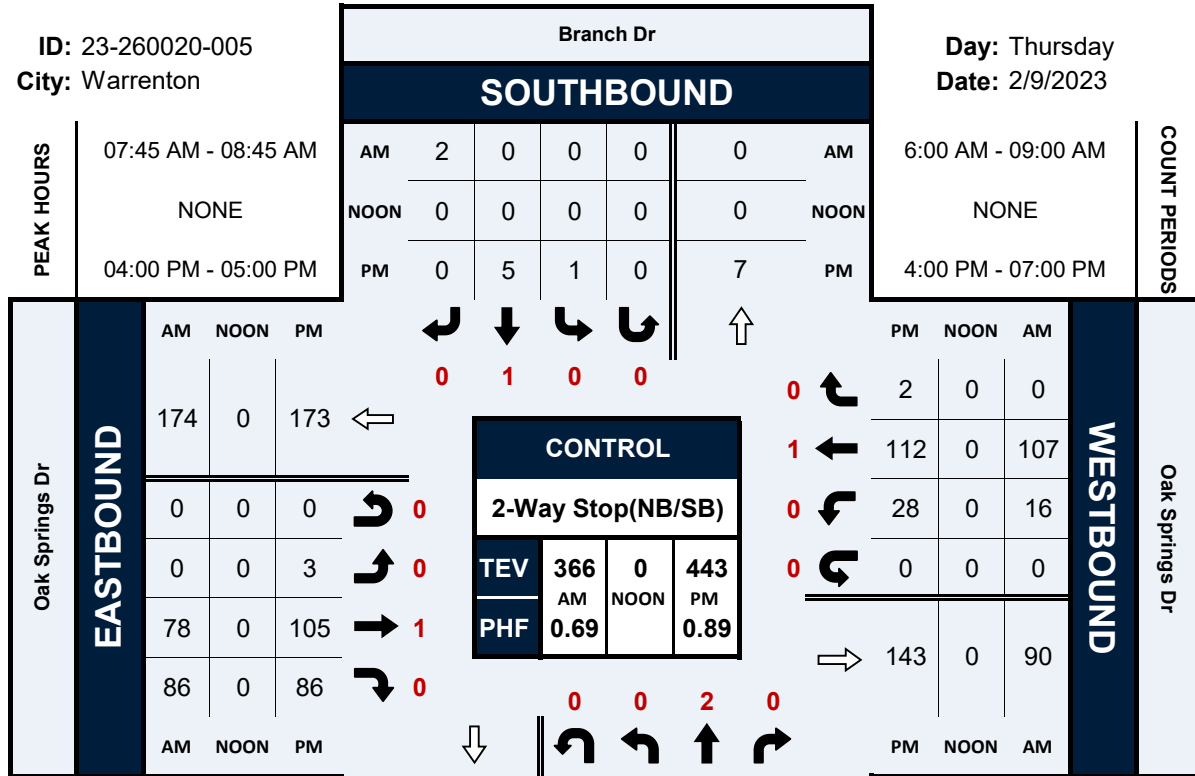 ID: 23-260020-005
City: Warrenton
Branch Dr
SOUTHBOUND
Day: Thursday
Date: 2/9/2023
PEAK HOURS
07:45 AM - 08:45 AM
NONE
04:00 PM - 05:00 PM
AM 2 0 0 0 0 AM
NOON 0 0 0 0 0 NOON
PM 0 5 1 0 7 PM
6:00 AM - 09:00 AM
NONE
4:00 PM - 07:00 PM
COUNT PERIODS
0 1 0 0
Oak Springs Dr
EASTBOUND
AM NOON PM
174 0 173
0 0 0 0
0 0 3 0
78 0 105 1
86 0 86 0
AM NOON PM
CONTROL
2-Way Stop(NB/SB)
TEV 366 0 443
AM NOON PM
PHF 0.69 0.89
PM NOON AM
0 2 0 0
1 112 0 107
0 28 0 16
0 0 0 0
143 0 90
PM NOON AM
WESTBOUND
Oak Springs Dr
0 0 2 0